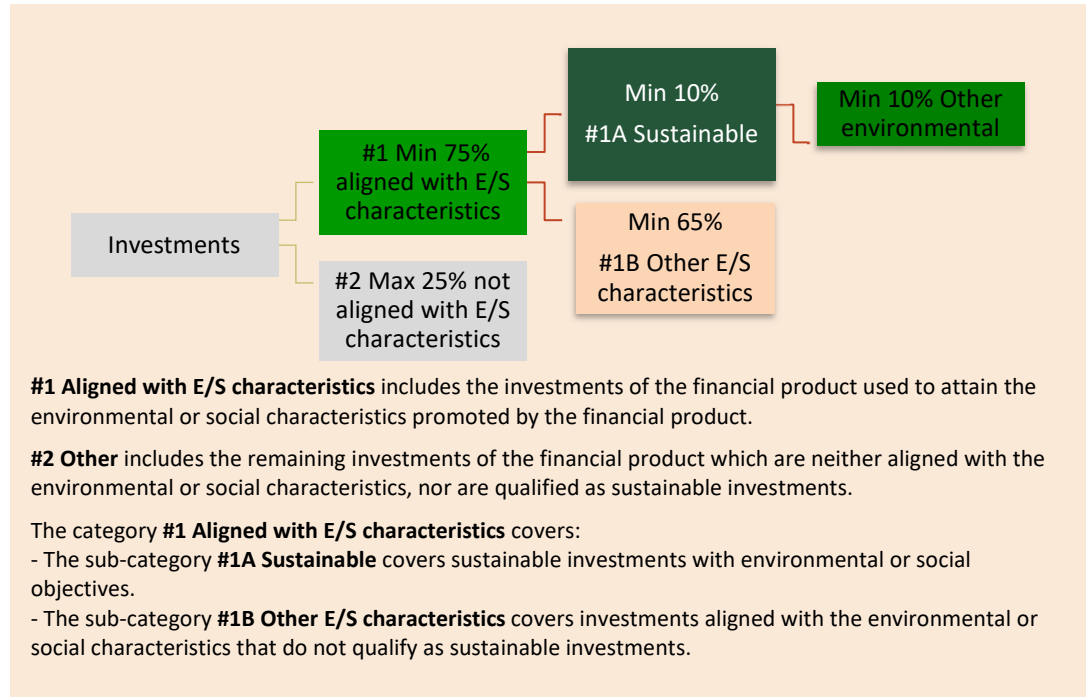 Investments
#1 Min 75%
aligned with E/S
characteristics
#2 Max 25% not
aligned with E/S
characteristics
Min 10%
#1A Sustainable
Min 65%
#1B Other E/S
characteristics
Min 10% Other
environmental
#1 Aligned with E/S characteristics includes the investments of the financial product used to attain the
environmental or social characteristics promoted by the financial product.
#2 Other includes the remaining investments of the financial product which are neither aligned with the
environmental or social characteristics, nor are qualified as sustainable investments.
The category #1 Aligned with E/S characteristics covers:
- The sub-category #1A Sustainable covers sustainable investments with environmental or social
objectives.
- The sub-category #1B Other E/S characteristics covers investments aligned with the environmental or
social characteristics that do not qualify as sustainable investments.